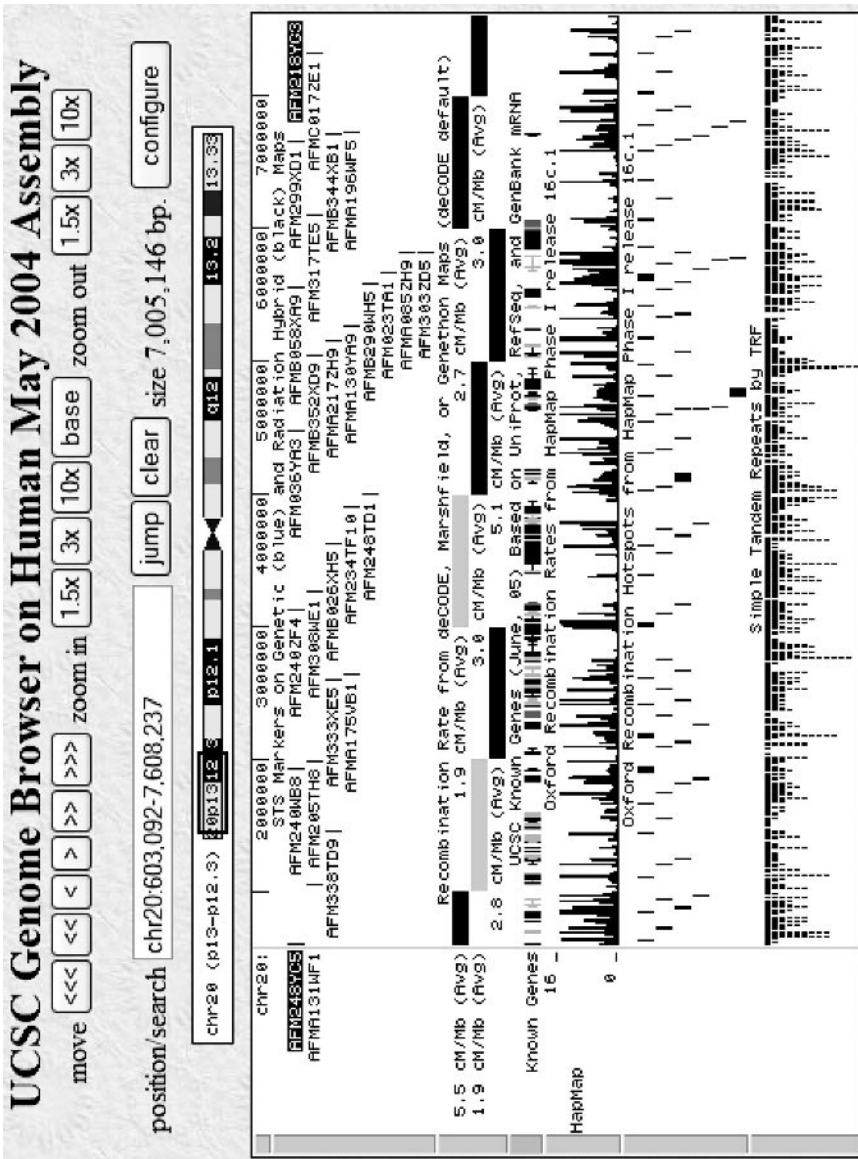 UCSC Genome Browser on Human May 2004 Assembly
move <<< << < > >> >>> zoom in 1.5x 3x 10x base zoom out 1.5x 3x 10x
position/search chr20:603,092-7,608,237 jump clear size 7,005,146 bp. configure
chr20 (p13-p12.3) 20p13 12.3 p12.1 q12 13.2 13.33
chr20: 2000000| 3000000| 4000000| 5000000| 6000000| 7000000|
STS Markers on Genetic (blue) and Radiation Hybrid (black) Maps
AFM248YC5| AFM240WB8| AFM240ZF4| AFM036YA3| AFMB058XA9| AFM299XD1| AFM218YG3
AFMA131WF1 | AFM205TH8| AFM308WE1| AFMB352XD9| AFM317TE5| AFMC017ZE1|
AFM338TD9| AFM333XE5| AFMB026XH5| AFMA217ZH9| AFMB344XB1|
AFMA175WB1| AFM234TF10| AFMA130YA9| AFMA196WF5|
AFM248TD1| AFMB290WH5|
AFM023TA1|
AFMA085ZH9|
AFM303ZD5|
Recombination Rate from deCODE, Marshfield, or Genethon Maps (deCODE default)
5.5 cM/Mb (Avg) 1.9 cM/Mb (Avg) 2.7 cM/Mb (Avg)
1.9 cM/Mb (Avg) 3.0 cM/Mb (Avg) 3.0 cM/Mb (Avg)
2.8 cM/Mb (Avg) 5.1 cM/Mb (Avg)
UCSC Known Genes (June, 05) Based on UniProt, RefSeq, and GenBank mRNA
Known Genes
Oxford Recombination Rates from HapMap Phase I release 16c.1
16 _
HapMap
0 _
Oxford Recombination Hotspots from HapMap Phase I release 16c.1
Simple Tandem Repeats by TRF